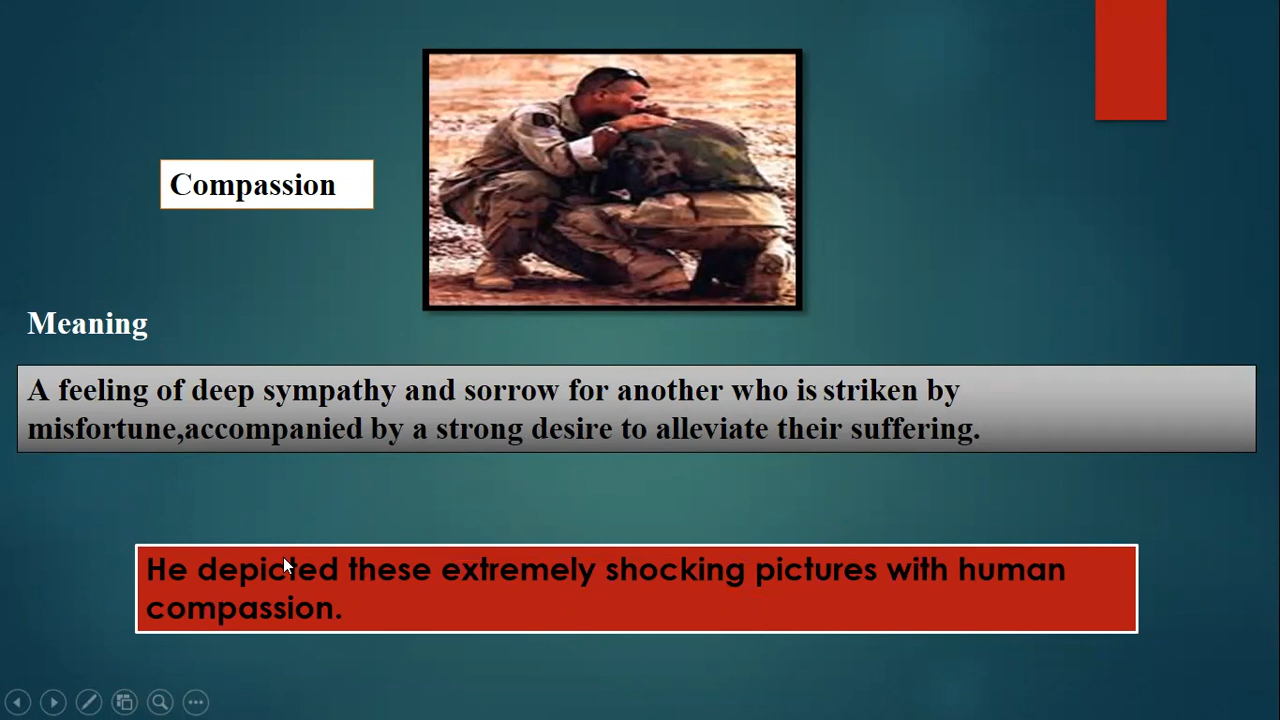 Compassion
Meaning
A feeling of deep sympathy and sorrow for another who is striken by
misfortune,accompanied by a strong desire to alleviate their suffering.
He depicted these extremely shocking pictures with human
compassion.